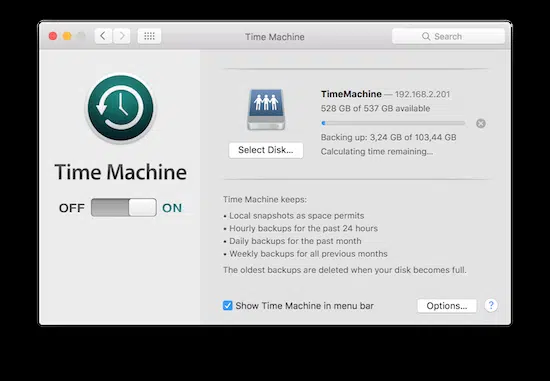 Time Machine
Search
TimeMachine — 192.168.2.201
528 GB of 537 GB available
Backing up: 3,24 GB of 103,44 GB
Calculating time remaining...
Select Disk...
Time Machine
OFF ON
Time Machine keeps:
• Local snapshots as space permits
• Hourly backups for the past 24 hours
• Daily backups for the past month
• Weekly backups for all previous months
The oldest backups are deleted when your disk becomes full.
Show Time Machine in menu bar
Options...
?